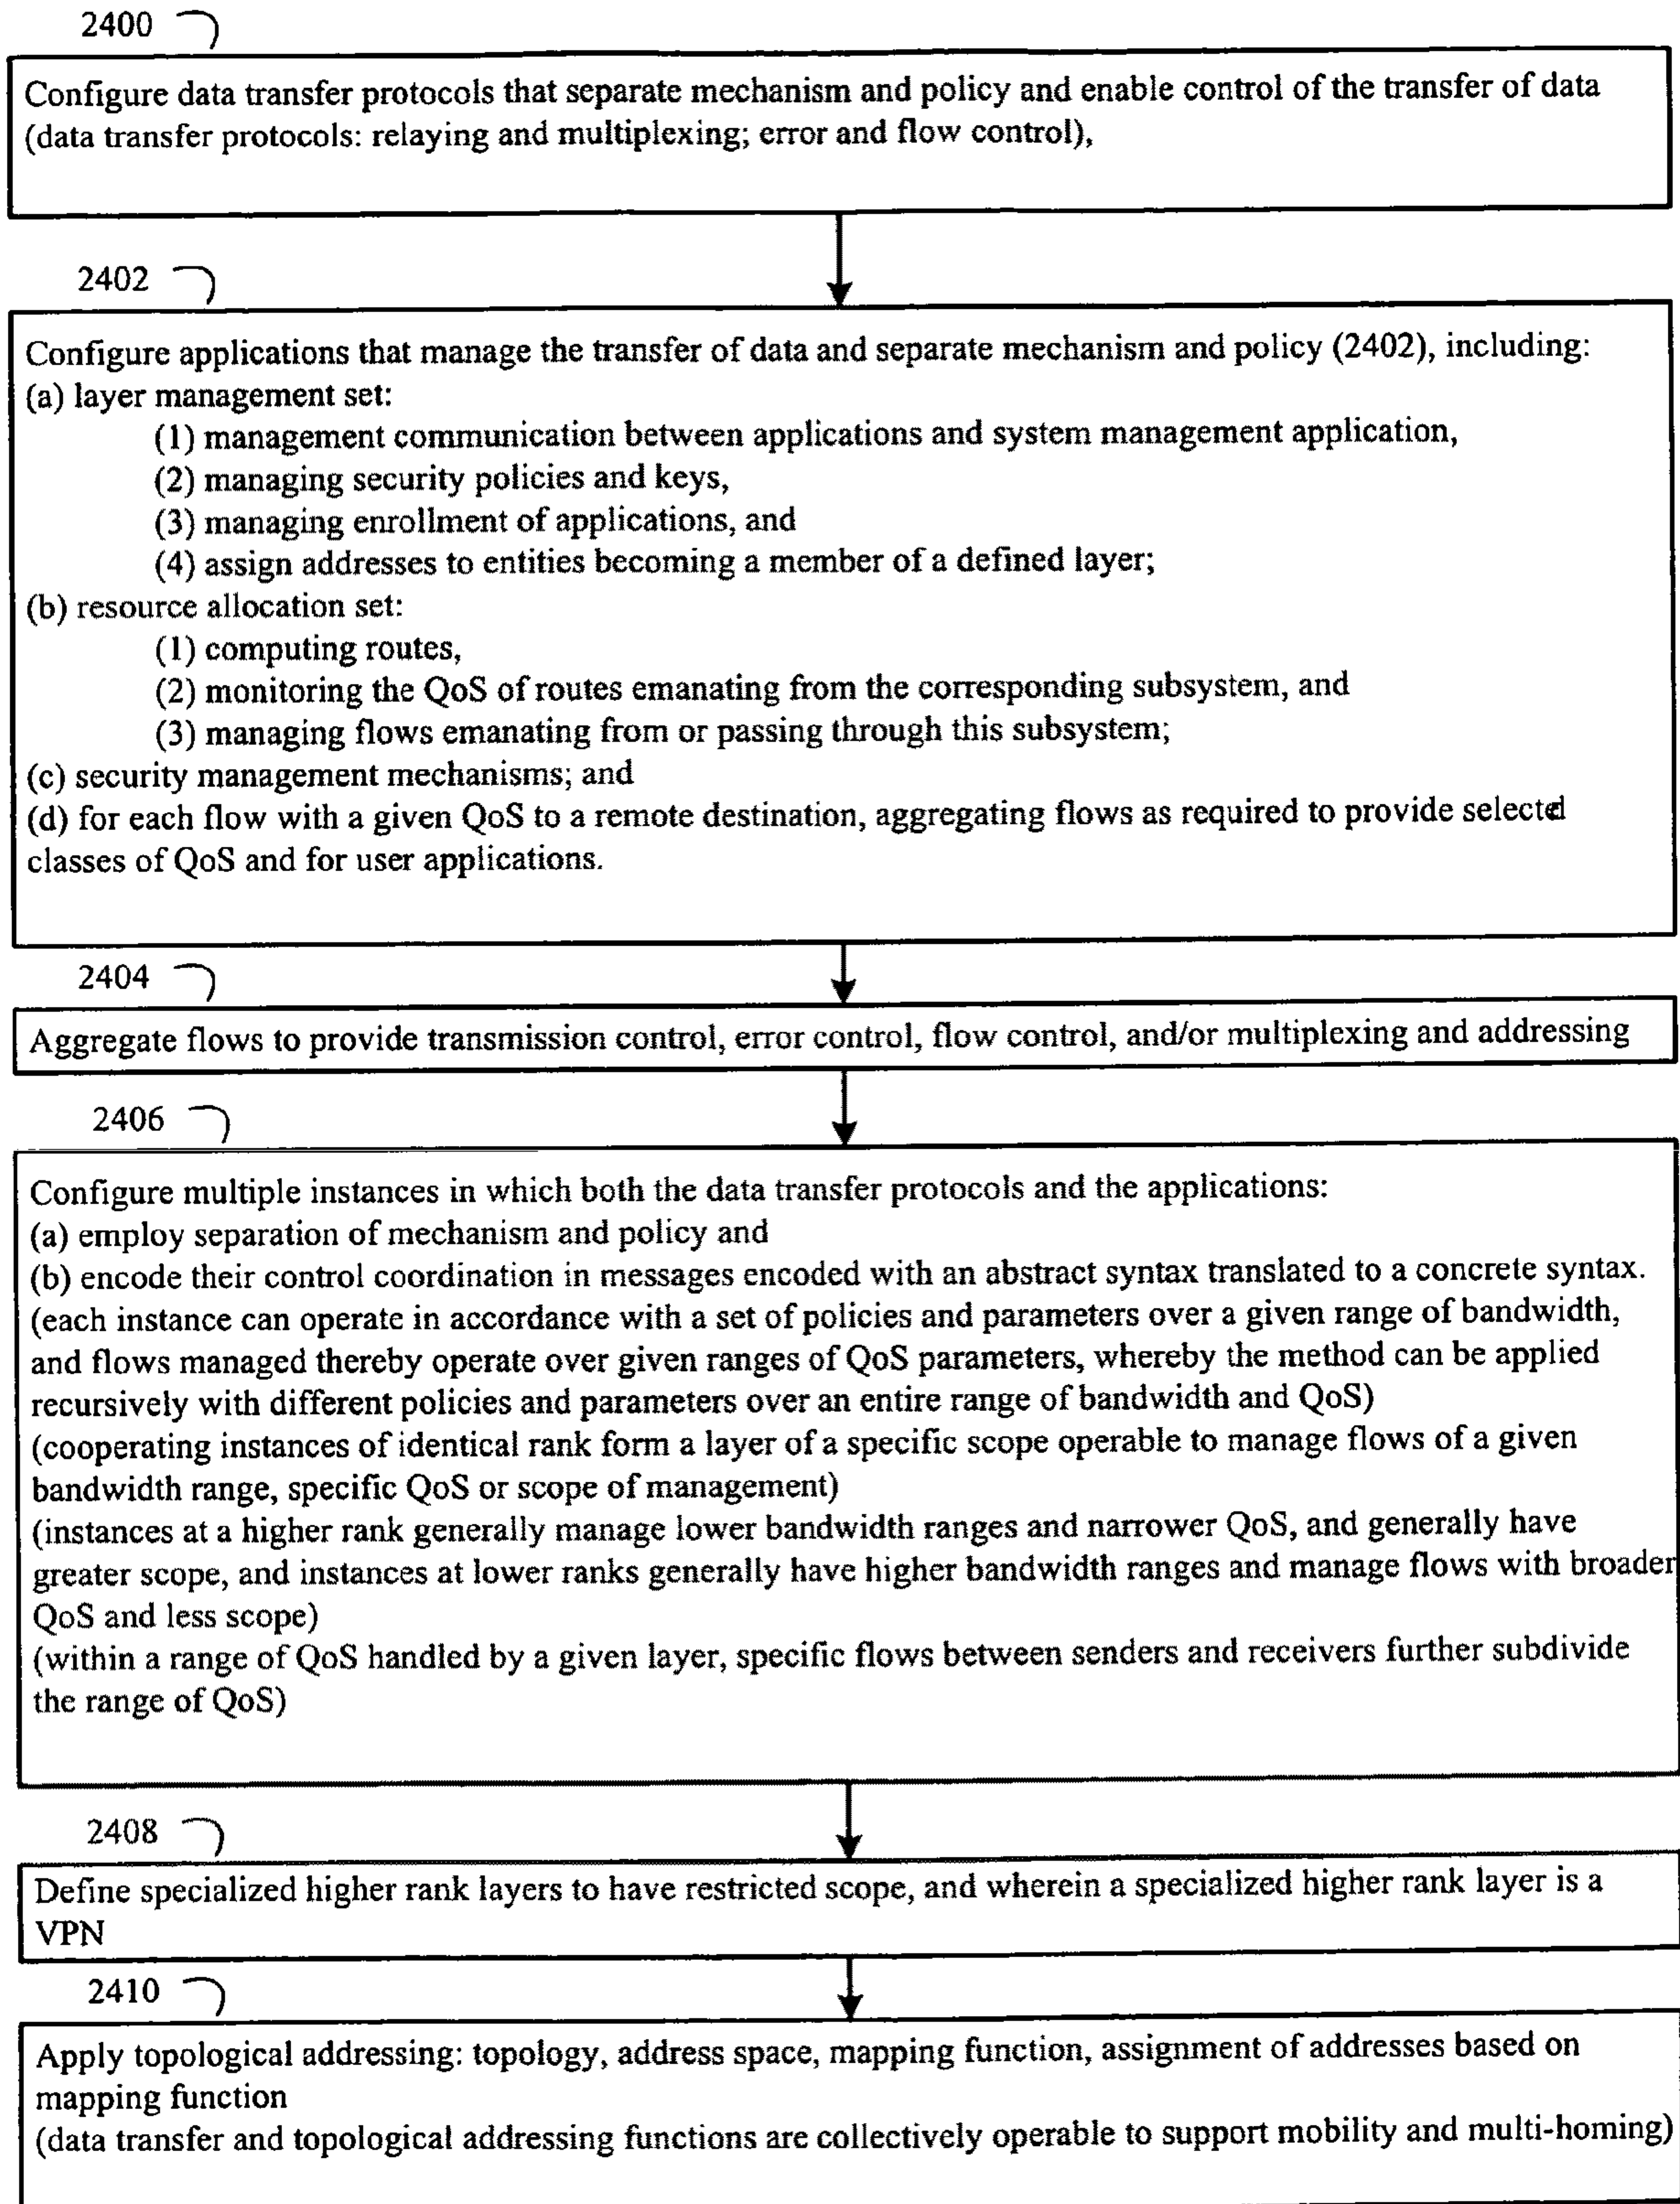 2400
Configure data transfer protocols that separate mechanism and policy and enable control of the transfer of data
(data transfer protocols: relaying and multiplexing; error and flow control),
2402
Configure applications that manage the transfer of data and separate mechanism and policy (2402), including:
(a) layer management set:
(1) management communication between applications and system management application,
(2) managing security policies and keys,
(3) managing enrollment of applications, and
(4) assign addresses to entities becoming a member of a defined layer;
(b) resource allocation set:
(1) computing routes,
(2) monitoring the QoS of routes emanating from the corresponding subsystem, and
(3) managing flows emanating from or passing through this subsystem;
(c) security management mechanisms; and
(d) for each flow with a given QoS to a remote destination, aggregating flows as required to provide selectd
classes of QoS and for user applications.
2404
Aggregate flows to provide transmission control, error control, flow control, and/or multiplexing and addressing
2406
Configure multiple instances in which both the data transfer protocols and the applications:
(a) employ separation of mechanism and policy and
(b) encode their control coordination in messages encoded with an abstract syntax translated to a concrete syntax.
(each instance can operate in accordance with a set of policies and parameters over a given range of bandwidth,
and flows managed thereby operate over given ranges of QoS parameters, whereby the method can be applied
recursively with different policies and parameters over an entire range of bandwidth and QoS)
(cooperating instances of identical rank form a layer of a specific scope operable to manage flows of a given
bandwidth range, specific QoS or scope of management)
(instances at a higher rank generally manage lower bandwidth ranges and narrower QoS, and generally have
greater scope, and instances at lower ranks generally have higher bandwidth ranges and manage flows with broader
QoS and less scope)
(within a range of QoS handled by a given layer, specific flows between senders and receivers further subdivide
the range of QoS)
2408
Define specialized higher rank layers to have restricted scope, and wherein a specialized higher rank layer is a
VPN
2410
Apply topological addressing: topology, address space, mapping function, assignment of addresses based on
mapping function
(data transfer and topological addressing functions are collectively operable to support mobility and multi-homing)